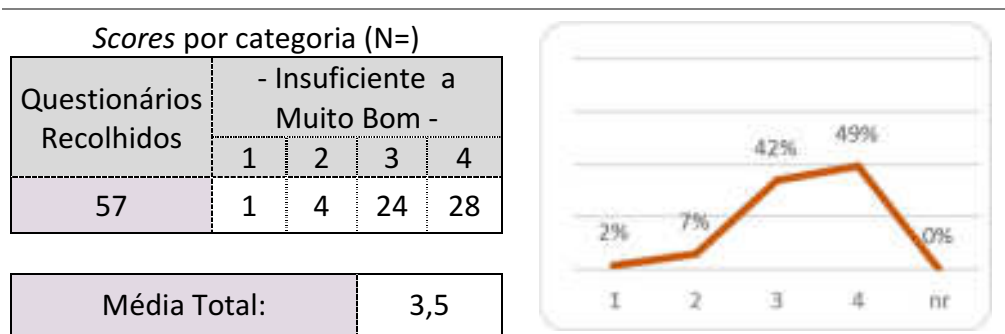 Scores por categoria (N=)
Questionários Recolhidos
- Insuficiente a
Muito Bom -
1 2 3 4
57 1 4 24 28
Média Total: 3,5
2% 7% 42% 49% 0%
1 2 3 4 nr